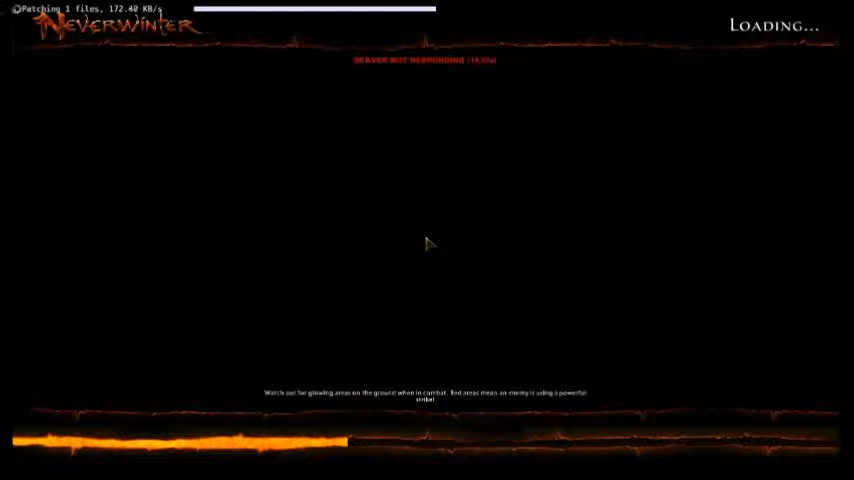 Patching 1 files, 172.40 KB/s
NEVERWINTER
LOADING...
SERVER NOT RESPONDING
Watch out for glowing areas on the ground when in combat. Red areas mean an enemy is using a powerful
strike!